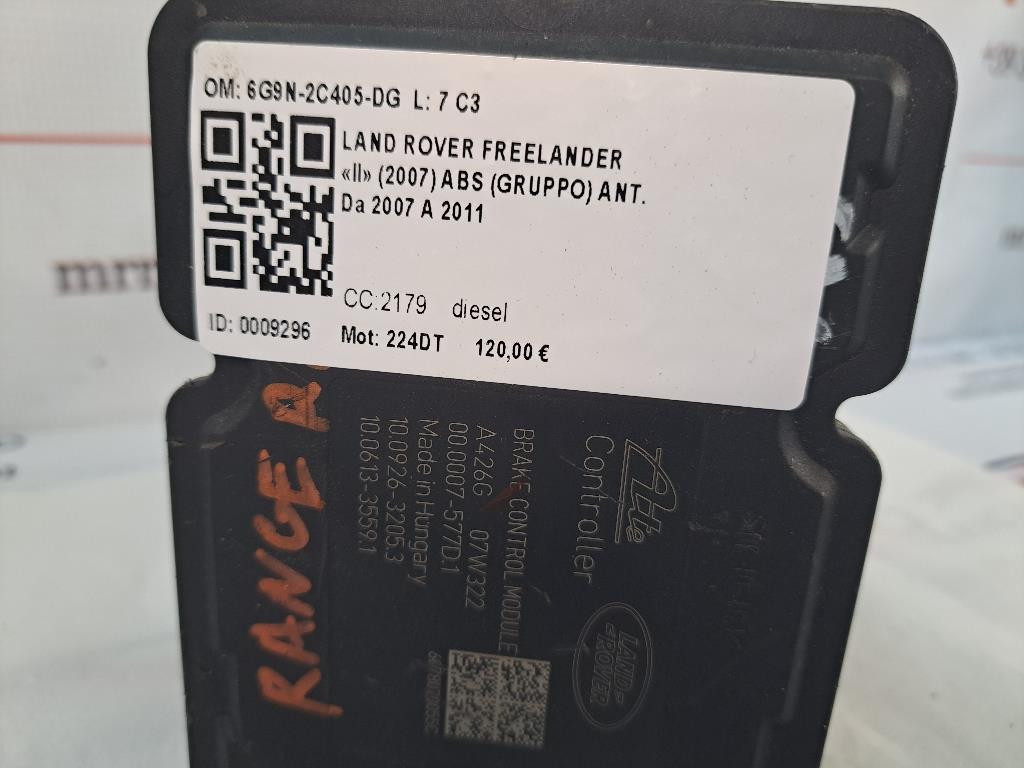 OM: 6G9N-2C405-DG L: 7 C3
LAND ROVER FREELANDER
«II» (2007) ABS (GRUPPO) ANT.
Da 2007 A 2011
CC:2179 diesel
ID: 0009296
Mot: 224DT 120,00 €
Ate
Controller
LAND-
-ROVER
BRAKE CONTROL MODULE
A426G 07W322
00.0007-577D.1
Made in Hungary
10.0926-3205.3
10.0613-3559.1
RANGE